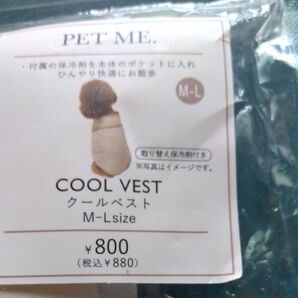 PET ME.
・付属の保冷剤を本体のポケットに入れ
ひんやり快適にお散歩
M-L
取り替え保冷剤付き
※写真はイメージです。
COOL VEST
クールベスト
M-Lsize
¥800
(税込¥880)